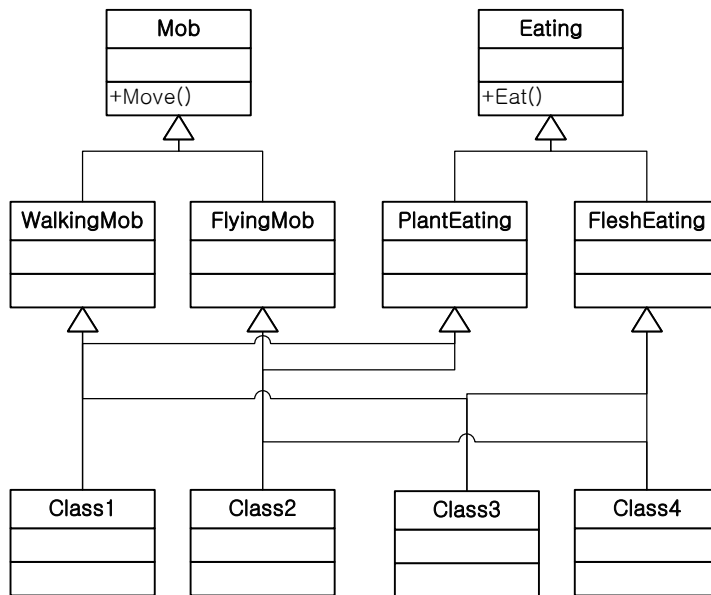 Mob
Eating
+Move()
+Eat()
WalkingMob
FlyingMob
PlantEating
FleshEating
Class1
Class2
Class3
Class4